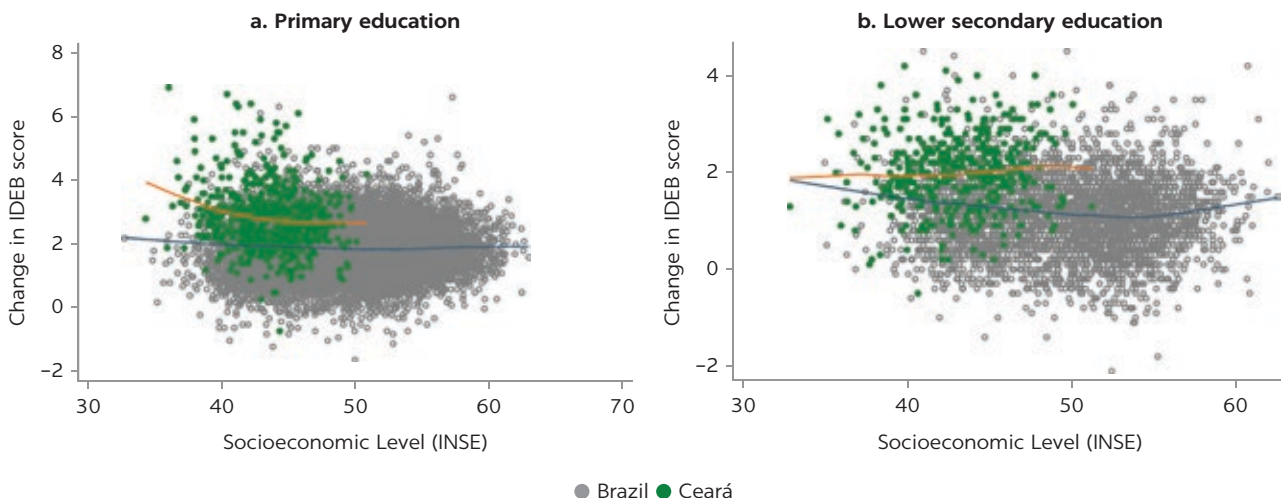 a. Primary education
Change in IDEB score
8
6
4
2
0
–2
30 40 50 60 70
Socioeconomic Level (INSE)
b. Lower secondary education
Change in IDEB score
4
2
0
–2
30 40 50 60
Socioeconomic Level (INSE)
Brazil Ceará